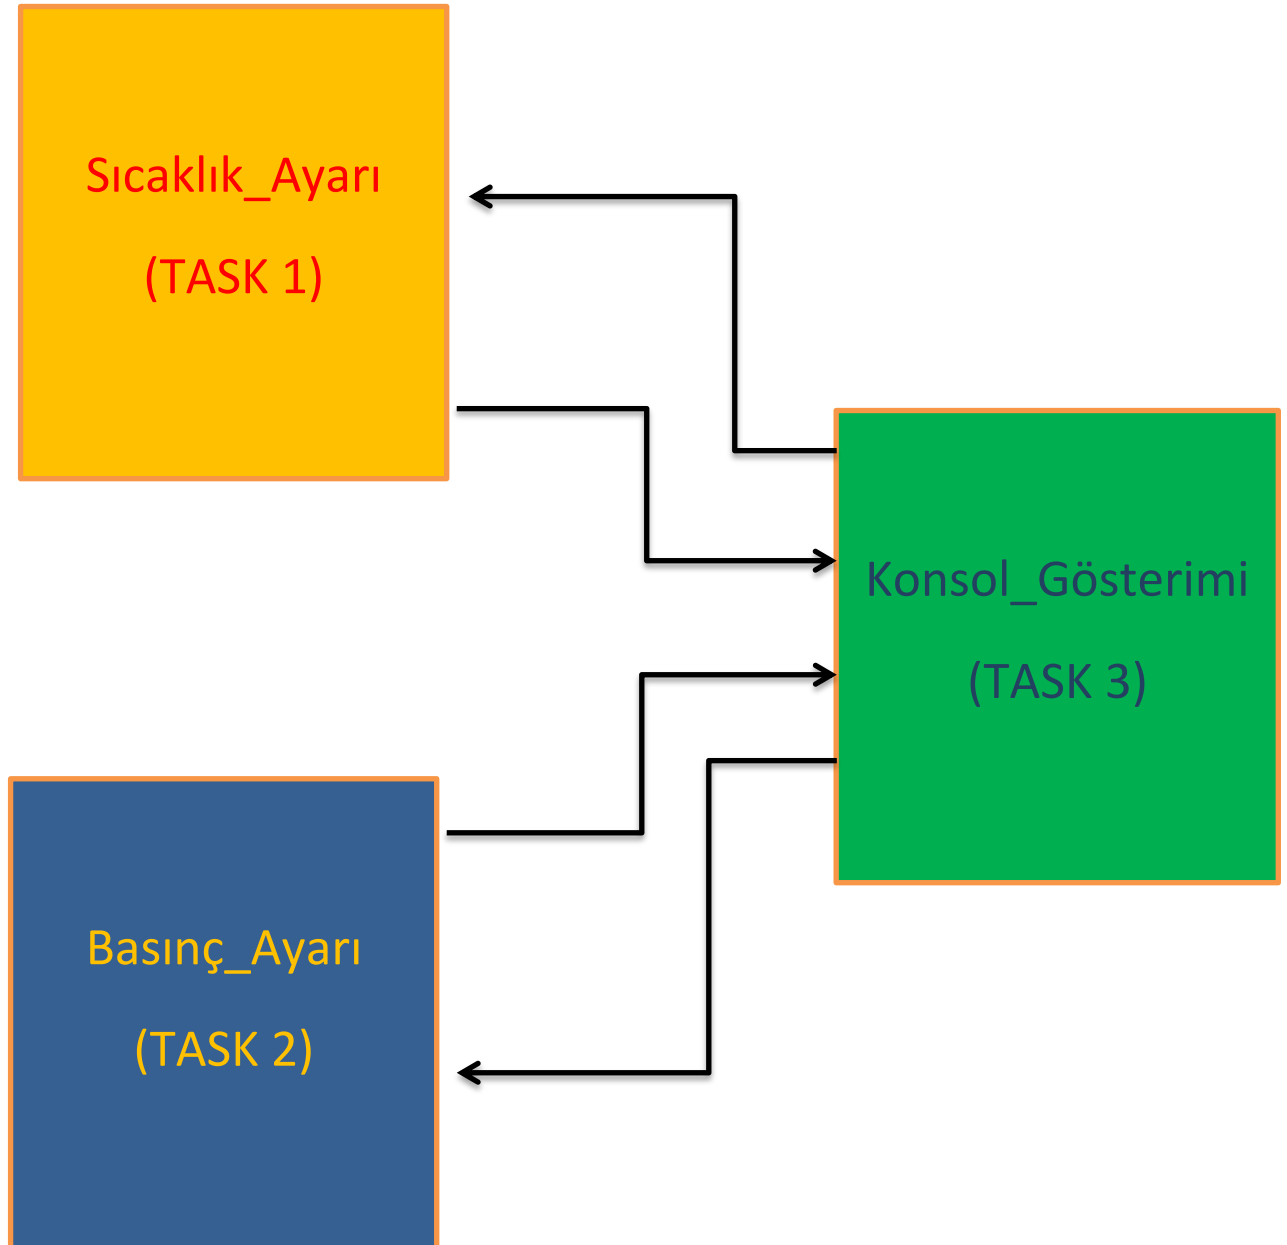 Sıcaklık_Ayarı
(TASK 1)
Konsol_Gösterimi
(TASK 3)
Basınç_Ayarı
(TASK 2)